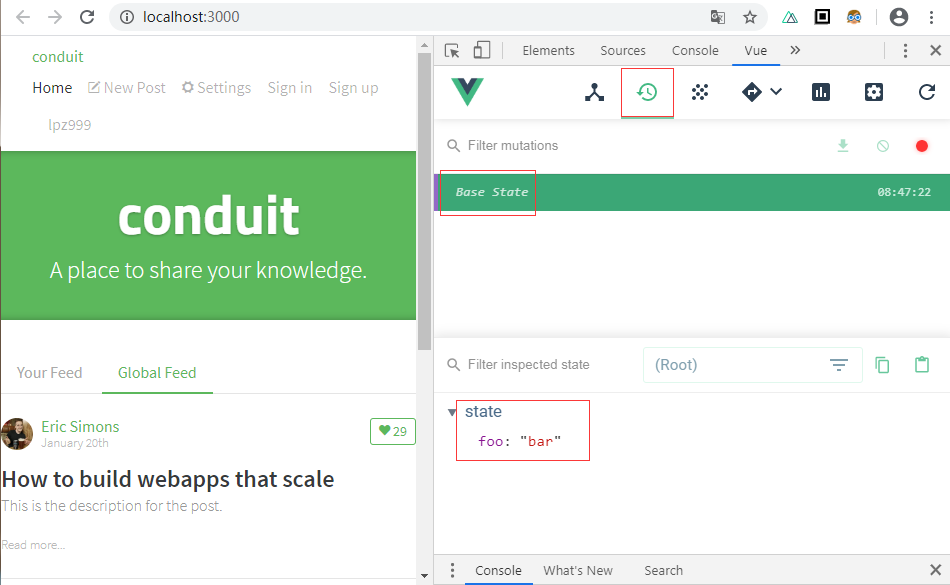 localhost:3000
conduit
Home New Post Settings Sign in Sign up
lpz999
conduit
A place to share your knowledge.
Your Feed Global Feed
Eric Simons
January 20th
29
How to build webapps that scale
This is the description for the post.
Read more...
Elements Sources Console Vue »
Filter mutations
Base State 08:47:22
Filter inspected state (Root)
state
foo: "bar"
Console What's New Search